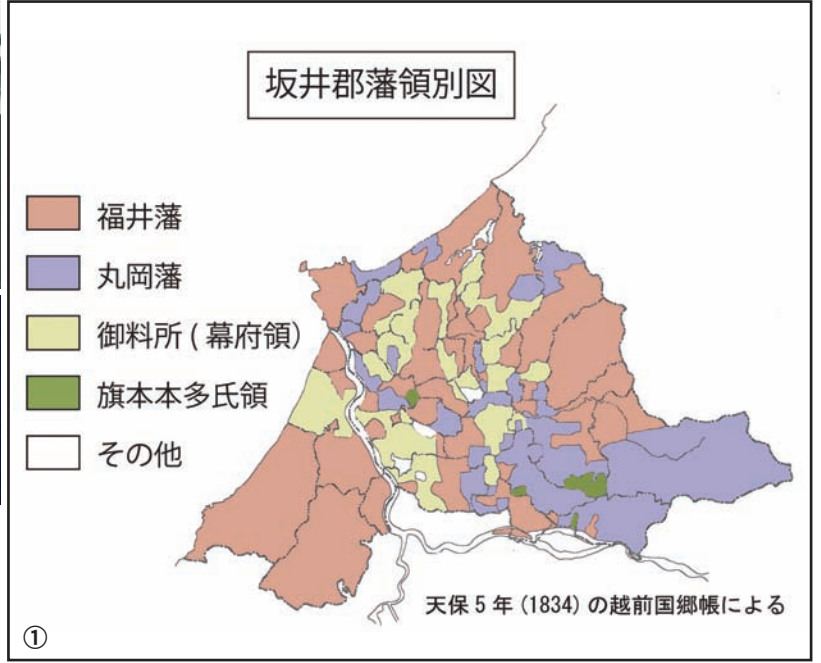 坂井郡藩領別図
福井藩
丸岡藩
御料所 ( 幕府領)
旗本本多氏領
その他
天保 5 年 (1834) の越前国郷帳による
①